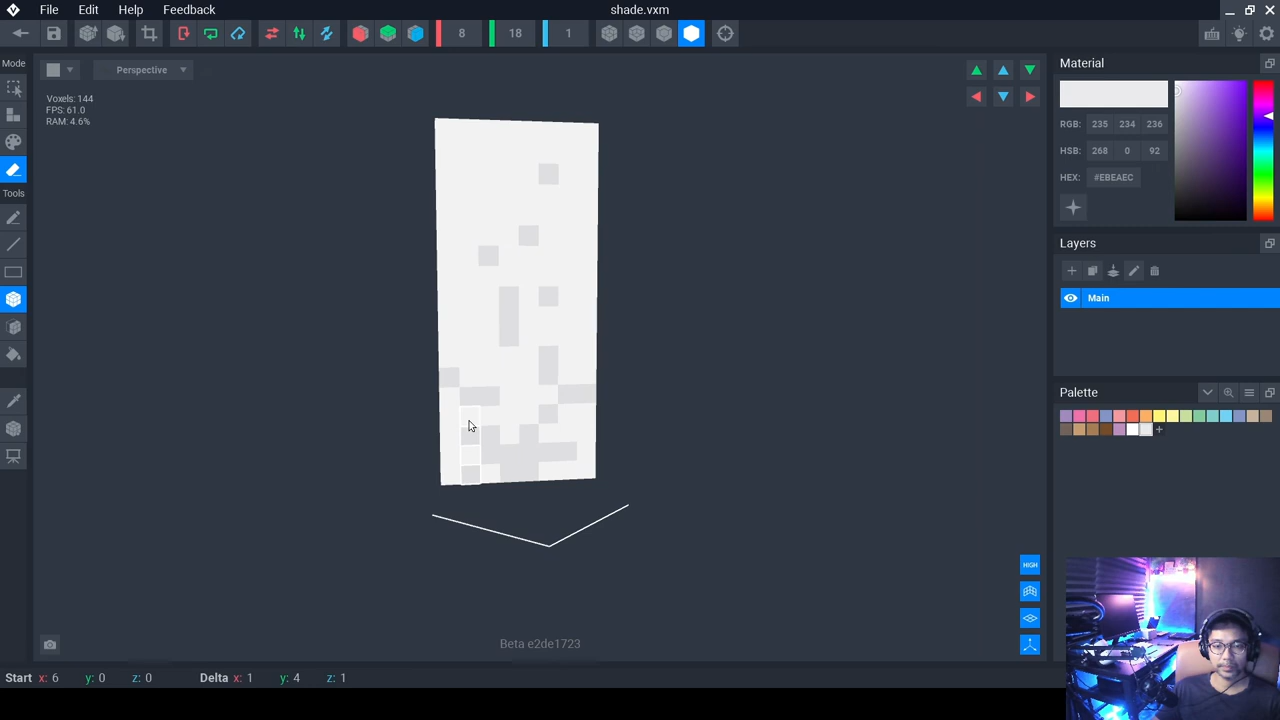 File Edit Help Feedback
shade.vxm
8 18 1
Mode
Tools
Perspective
Voxels: 144
FPS: 61.0
RAM: 4.6%
Material
RGB: 235 234 236
HSB: 268 0 92
HEX: #EBEAEC
Layers
Main
Palette
HIGH
Beta e2de1723
Start x: 6 y: 0 z: 0 Delta x: 1 y: 4 z: 1